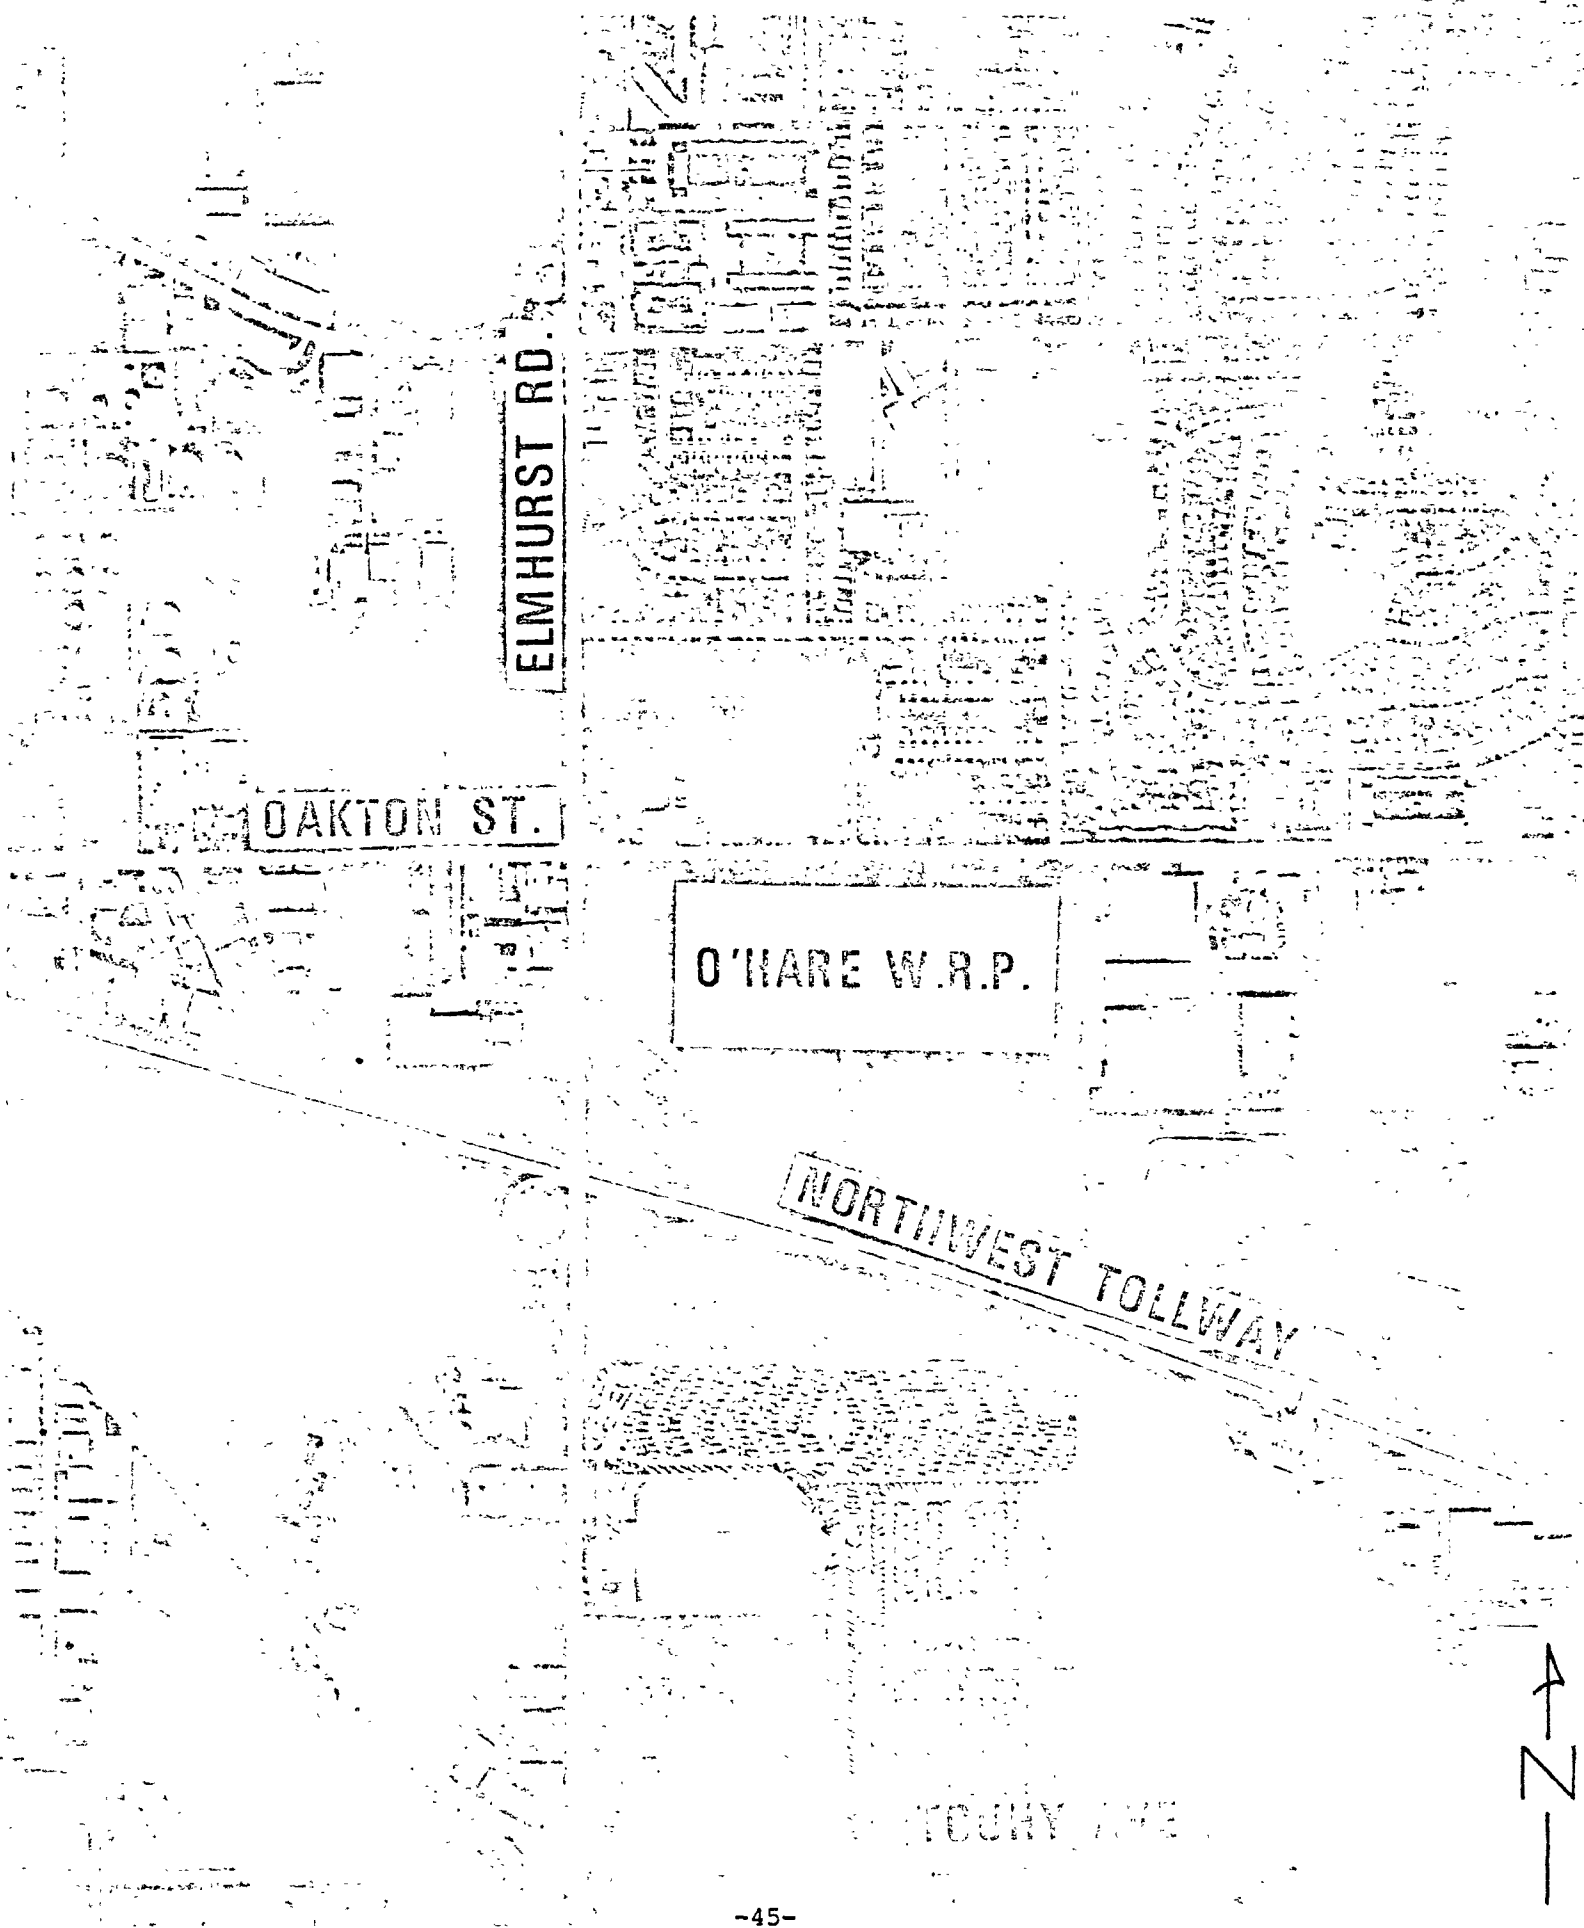 ELMHURST RD.
OAKTON ST.
O'HARE W.R.P.
NORTHWEST TOLLWAY
TOUHY AVE
N
-45-